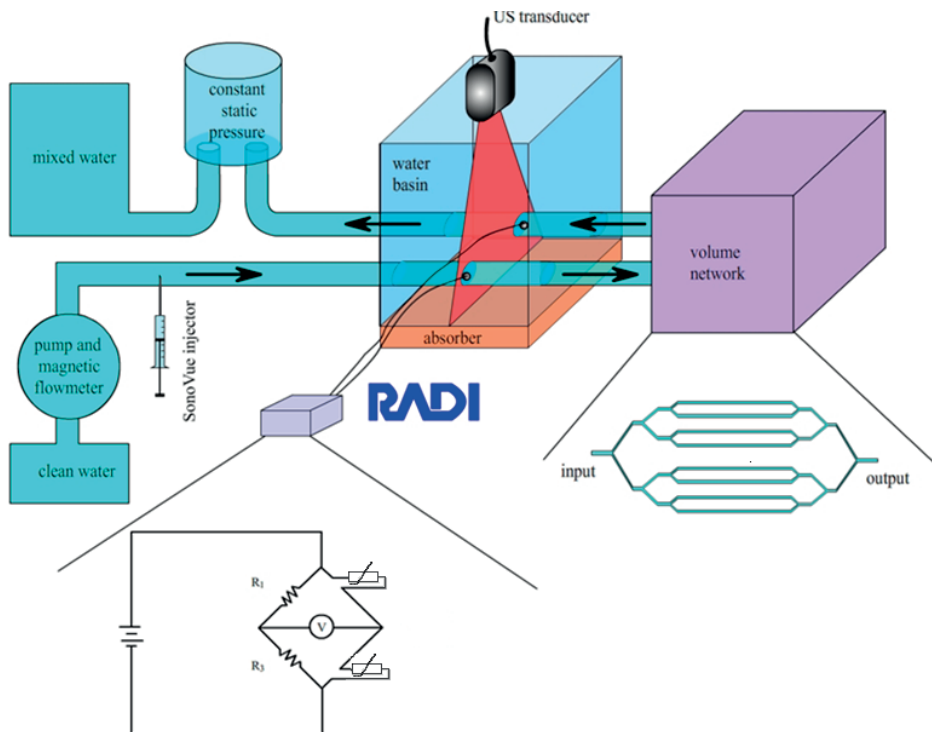 US transducer
constant
static
pressure
mixed water
water
basin
volume
network
absorber
pump and
magnetic
flowmeter
SonoVue injector
clean water
RADI
input
output
R1
V
R3